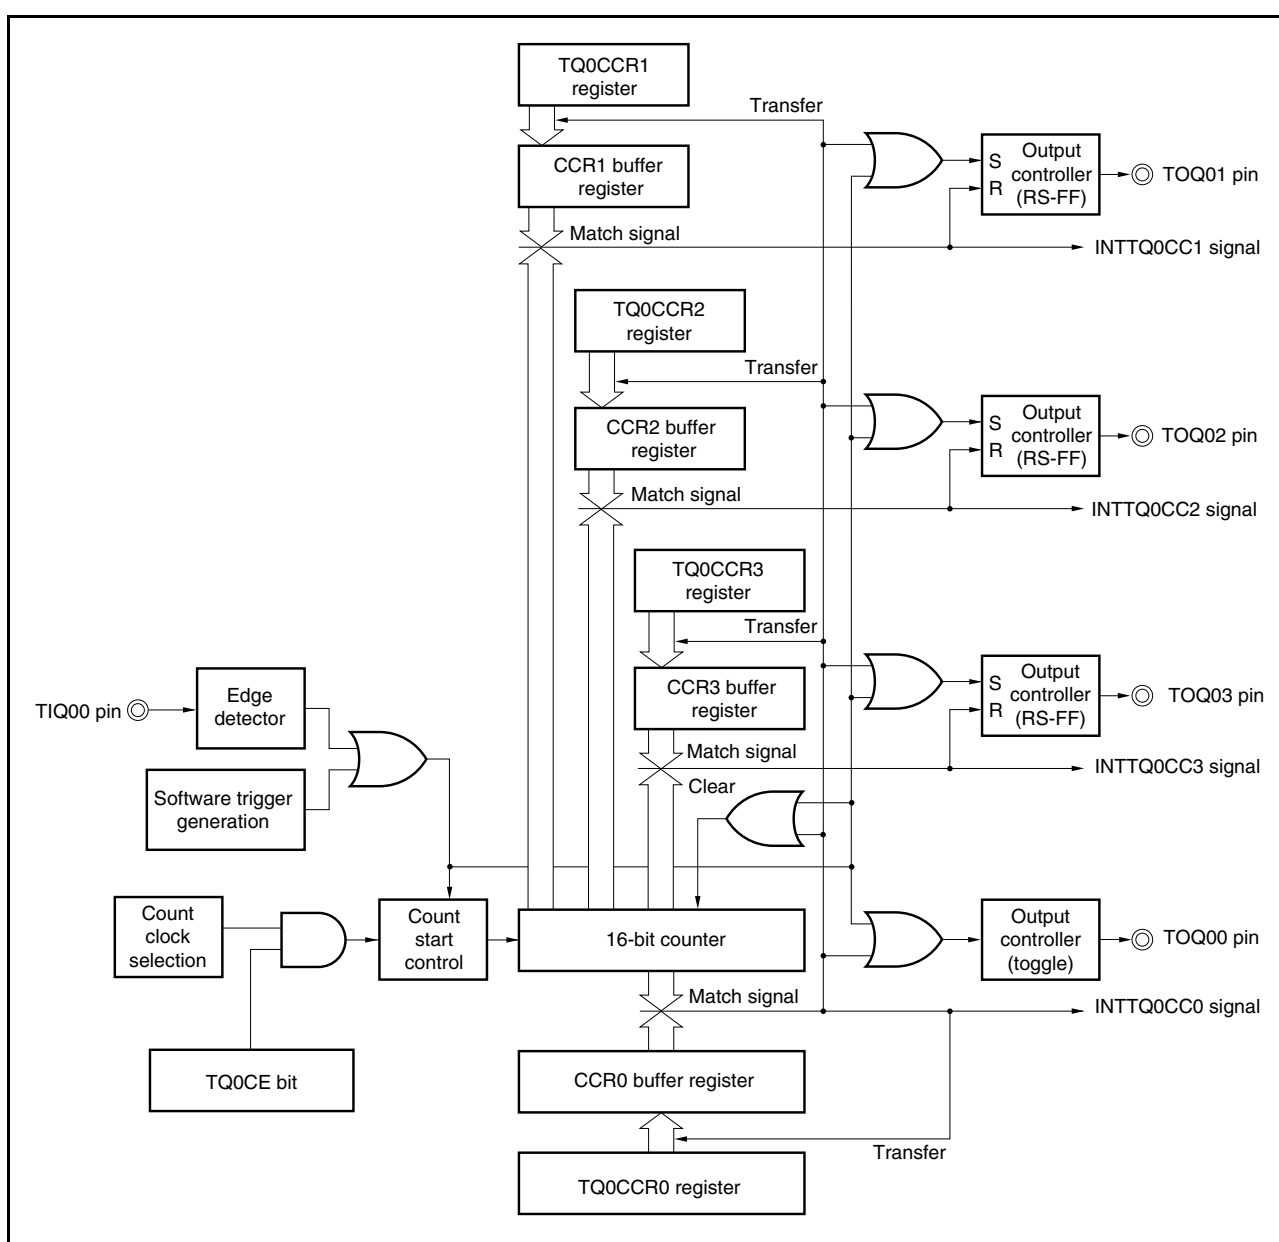 TQ0CCR1
register
Transfer
CCR1 buffer
register
S
R
Output
controller
(RS-FF)
TOQ01 pin
Match signal
INTTQ0CC1 signal
TQ0CCR2
register
Transfer
CCR2 buffer
register
S
R
Output
controller
(RS-FF)
TOQ02 pin
Match signal
INTTQ0CC2 signal
TQ0CCR3
register
Transfer
CCR3 buffer
register
S
R
Output
controller
(RS-FF)
TOQ03 pin
Match signal
INTTQ0CC3 signal
TIQ00 pin
Edge
detector
Software trigger
generation
Clear
Count
clock
selection
Count
start
control
16-bit counter
Output
controller
(toggle)
TOQ00 pin
Match signal
INTTQ0CC0 signal
TQ0CE bit
CCR0 buffer register
Transfer
TQ0CCR0 register